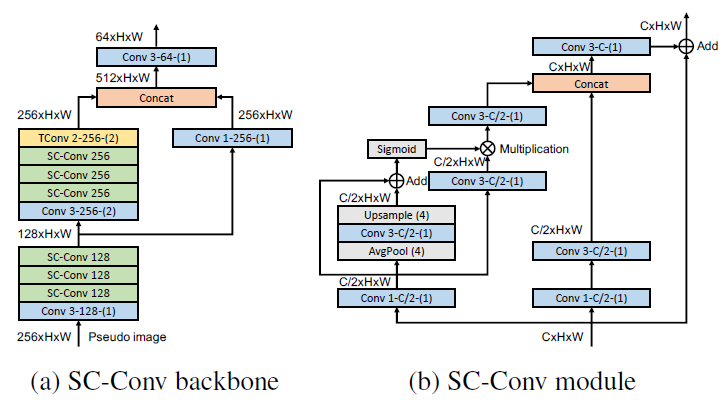 64xHxW
Conv 3-64-(1)
512xHxW
Concat
256xHxW
256xHxW
TConv 2-256-(2)
Conv 1-256-(1)
SC-Conv 256
SC-Conv 256
SC-Conv 256
Conv 3-256-(2)
128xHxW
SC-Conv 128
SC-Conv 128
SC-Conv 128
Conv 3-128-(1)
256xHxW Pseudo image
(a) SC-Conv backbone
CxHxW
Conv 3-C-(1)
Add
CxHxW
Concat
Conv 3-C/2-(1)
Sigmoid
Multiplication
C/2xHxW
Add
Conv 3-C/2-(1)
C/2xHxW
Upsample (4)
Conv 3-C/2-(1)
AvgPool (4)
C/2xHxW
Conv 3-C/2-(1)
C/2xHxW
Conv 1-C/2-(1)
Conv 1-C/2-(1)
CxHxW
(b) SC-Conv module